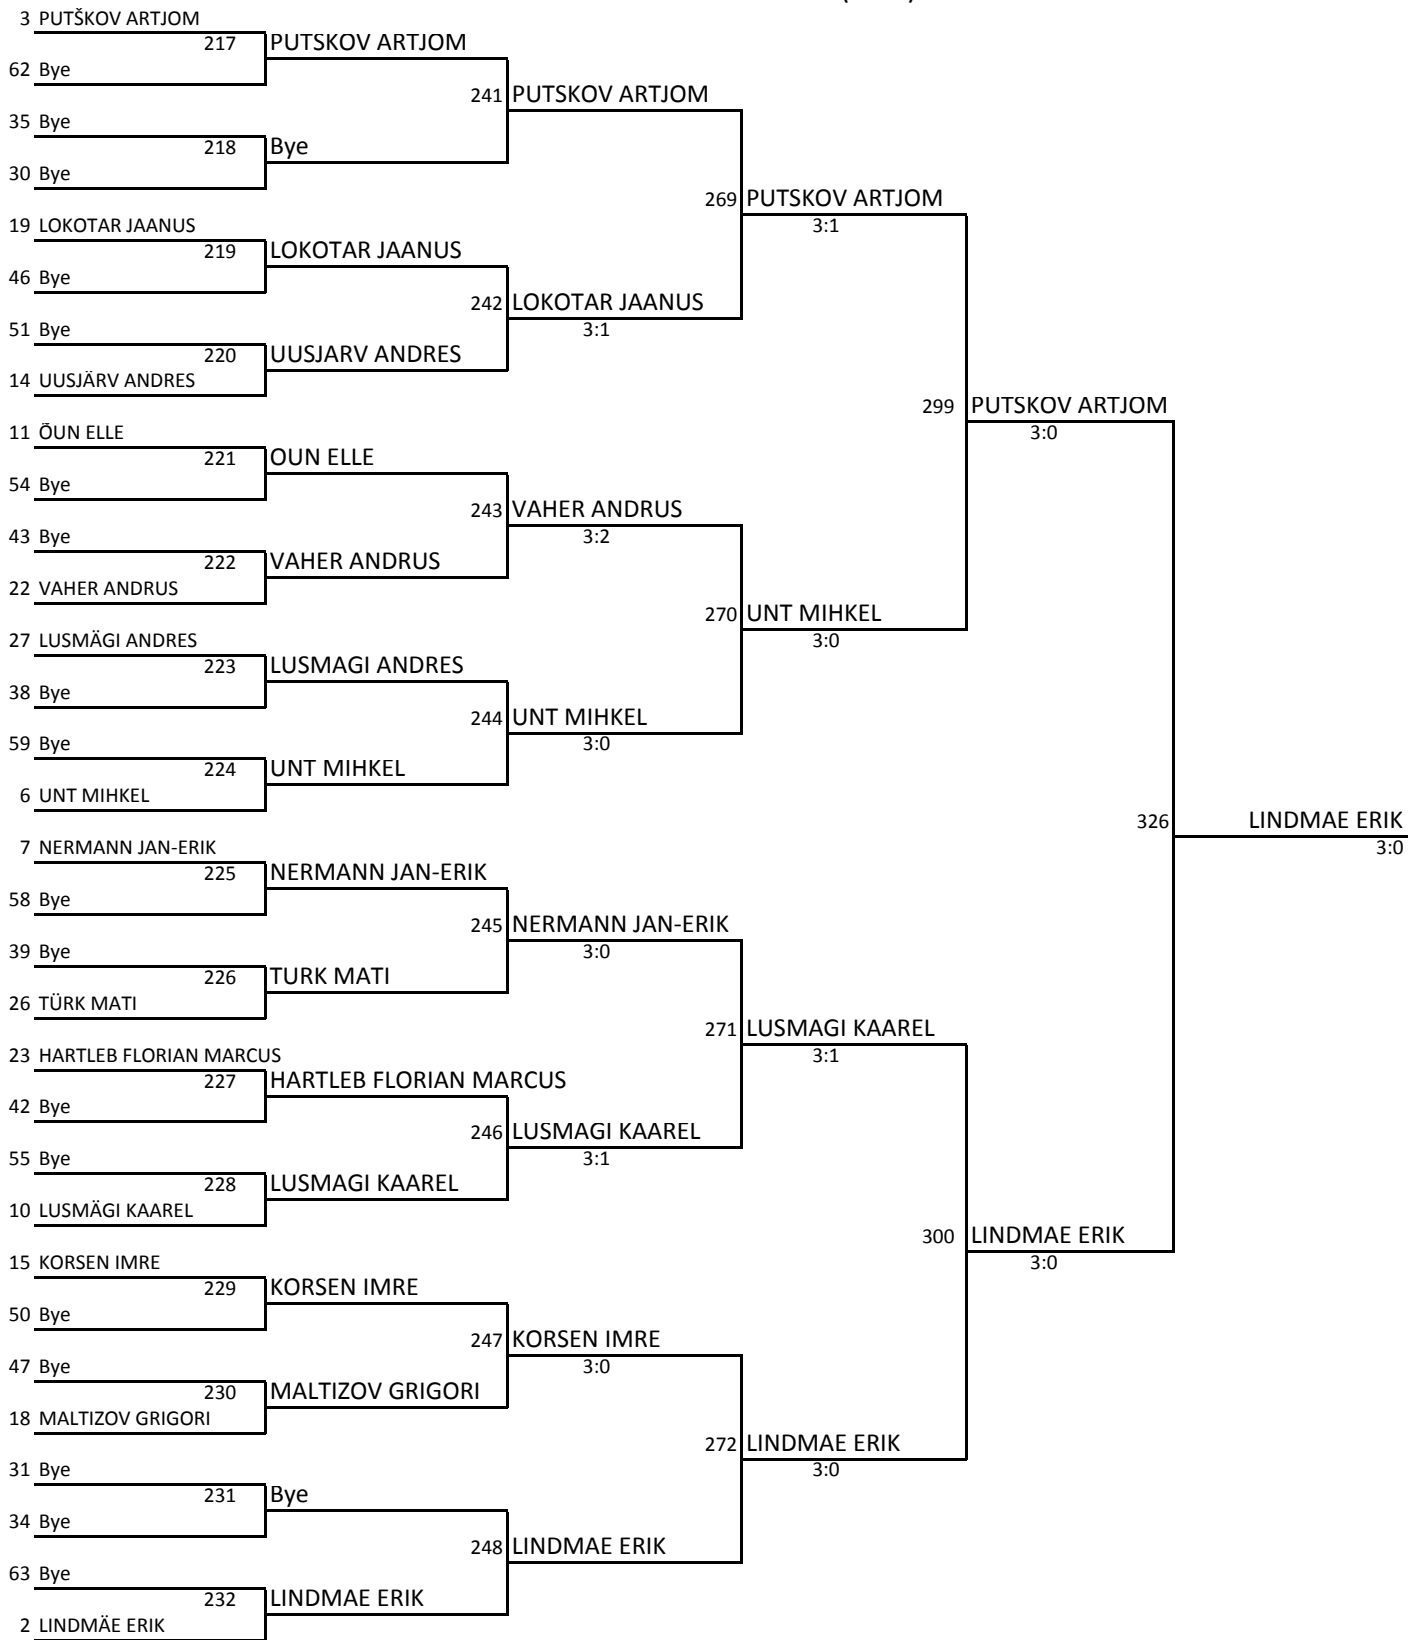 3 PUTŠKOV ARTJOM
217 PUTSKOV ARTJOM
62 Bye
241 PUTSKOV ARTJOM
35 Bye
218 Bye
30 Bye
269 PUTSKOV ARTJOM
3:1
19 LOKOTAR JAANUS
219 LOKOTAR JAANUS
46 Bye
242 LOKOTAR JAANUS
3:1
51 Bye
220 UUSJARV ANDRES
14 UUSJÄRV ANDRES
299 PUTSKOV ARTJOM
3:0
11 ÕUN ELLE
221 OUN ELLE
54 Bye
243 VAHER ANDRUS
3:2
43 Bye
222 VAHER ANDRUS
22 VAHER ANDRUS
270 UNT MIHKEL
3:0
27 LUSMÄGI ANDRES
223 LUSMAGI ANDRES
38 Bye
244 UNT MIHKEL
3:0
59 Bye
224 UNT MIHKEL
6 UNT MIHKEL
326 LINDMAE ERIK
3:0
7 NERMANN JAN-ERIK
225 NERMANN JAN-ERIK
58 Bye
245 NERMANN JAN-ERIK
3:0
39 Bye
226 TURK MATI
26 TÜRK MATI
271 LUSMAGI KAAREL
3:1
23 HARTLEB FLORIAN MARCUS
227 HARTLEB FLORIAN MARCUS
42 Bye
246 LUSMAGI KAAREL
3:1
55 Bye
228 LUSMAGI KAAREL
10 LUSMÄGI KAAREL
300 LINDMAE ERIK
3:0
15 KORSEN IMRE
229 KORSEN IMRE
50 Bye
247 KORSEN IMRE
3:0
47 Bye
230 MALTIZOV GRIGORI
18 MALTIZOV GRIGORI
272 LINDMAE ERIK
3:0
31 Bye
231 Bye
34 Bye
248 LINDMAE ERIK
63 Bye
232 LINDMAE ERIK
2 LINDMÄE ERIK